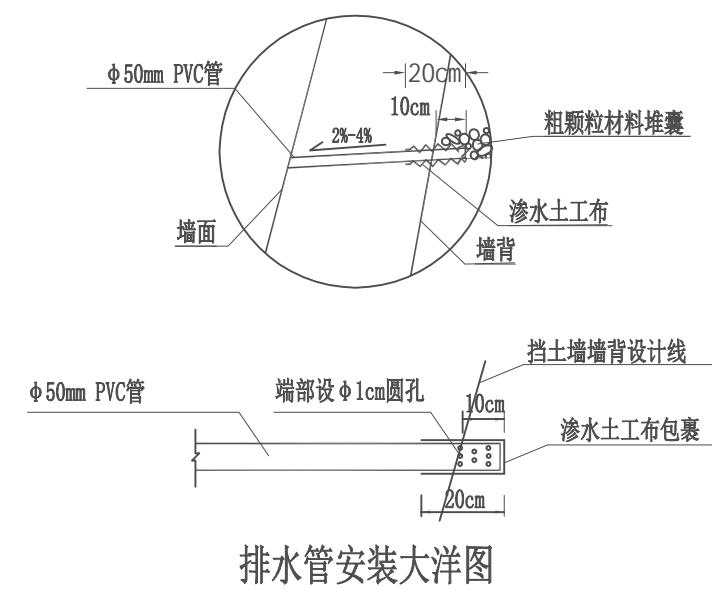 20cm
ф50mm PVC管
10cm
粗颗粒材料堆囊
2%-4%
渗水土工布
墙面
墙背
挡土墙墙背设计线
ф50mm PVC管
端部设ф1cm圆孔
10cm
渗水土工布包裹
20cm
排水管安装大洋图